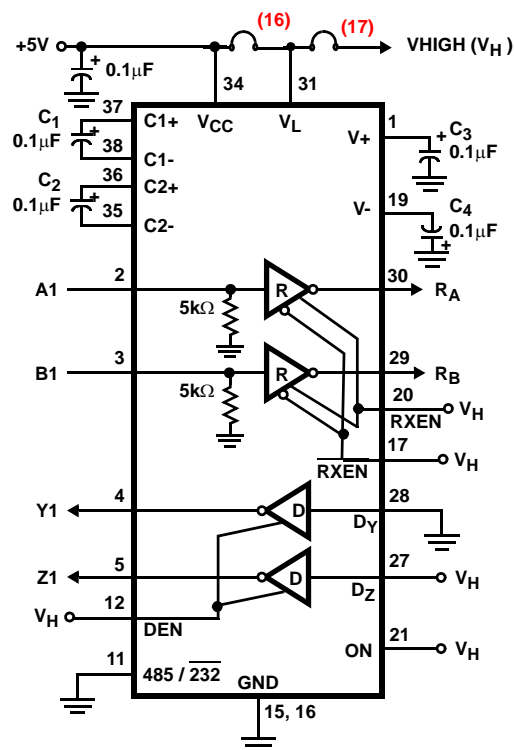 (16)
(17)
+5V
VHIGH (VH)
0.1µF
34
31
37
C1
0.1µF
38
C1+
C1-
VCC
VL
V+
1
C3
0.1µF
36
C2
0.1µF
35
C2+
C2-
V-
19
C4
0.1µF
A1
2
R
30
RA
5kΩ
B1
3
R
29
RB
5kΩ
20
RXEN
VH
17
RXEN
VH
Y1
4
D
DY
28
Z1
5
D
DZ
27
VH
VH
12
DEN
ON
21
VH
11
485 / 232
GND
15, 16